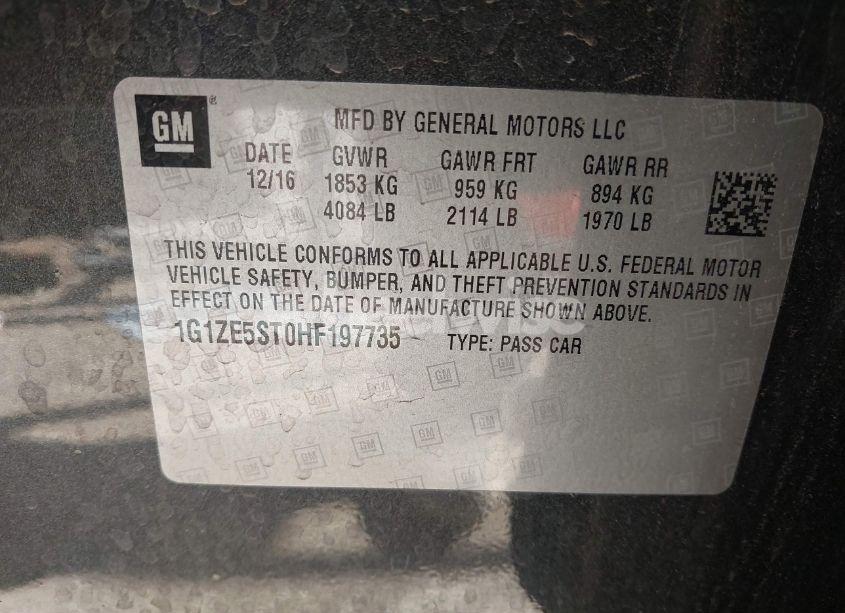 GM
MFD BY GENERAL MOTORS LLC
DATE GVWR GAWR FRT GAWR RR
12/16 1853 KG 959 KG 894 KG
4084 LB 2114 LB 1970 LB
THIS VEHICLE CONFORMS TO ALL APPLICABLE U.S. FEDERAL MOTOR
VEHICLE SAFETY, BUMPER, AND THEFT PREVENTION STANDARDS IN
EFFECT ON THE DATE OF MANUFACTURE SHOWN ABOVE.
1G1ZE5ST0HF197735 TYPE: PASS CAR